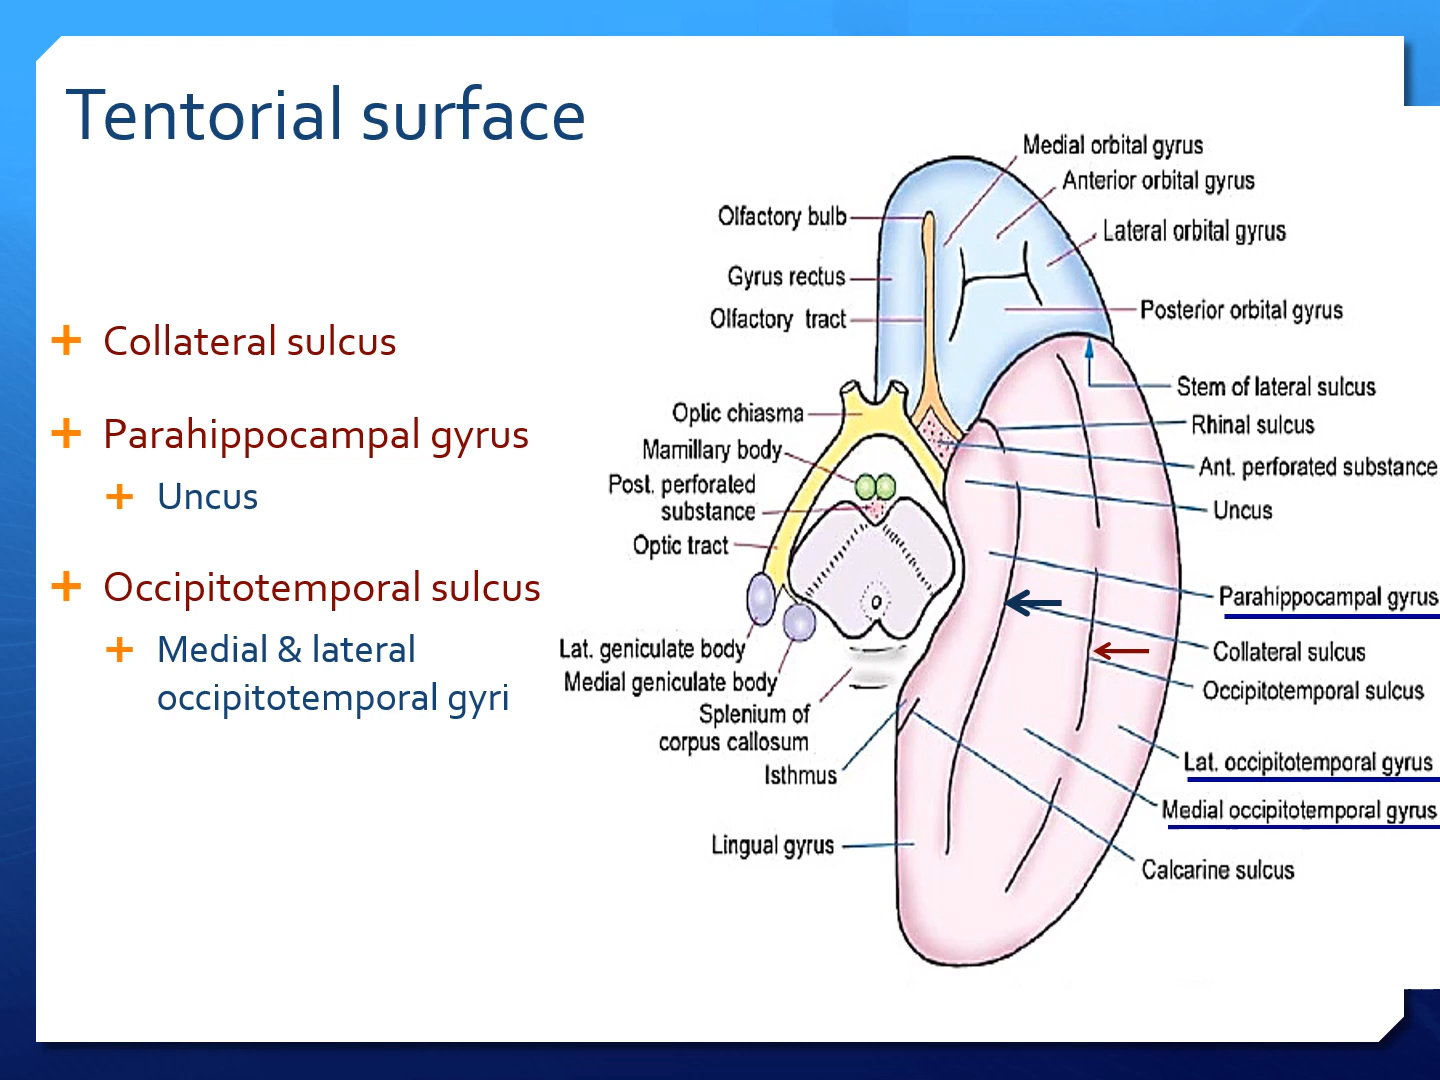 Tentorial surface
Collateral sulcus
Parahippocampal gyrus
Uncus
Occipitotemporal sulcus
Medial & lateral
occipitotemporal gyri
Medial orbital gyrus
Anterior orbital gyrus
Olfactory bulb
Lateral orbital gyrus
Gyrus rectus
Olfactory tract
Posterior orbital gyrus
Stem of lateral sulcus
Optic chiasma
Rhinal sulcus
Mamillary body
Ant. perforated substance
Post. perforated
substance
Uncus
Optic tract
Parahippocampal gyrus
Lat. geniculate body
Collateral sulcus
Medial geniculate body
Occipitotemporal sulcus
Splenium of
corpus callosum
Isthmus
Lat. occipitotemporal gyrus
Medial occipitotemporal gyrus
Lingual gyrus
Calcarine sulcus